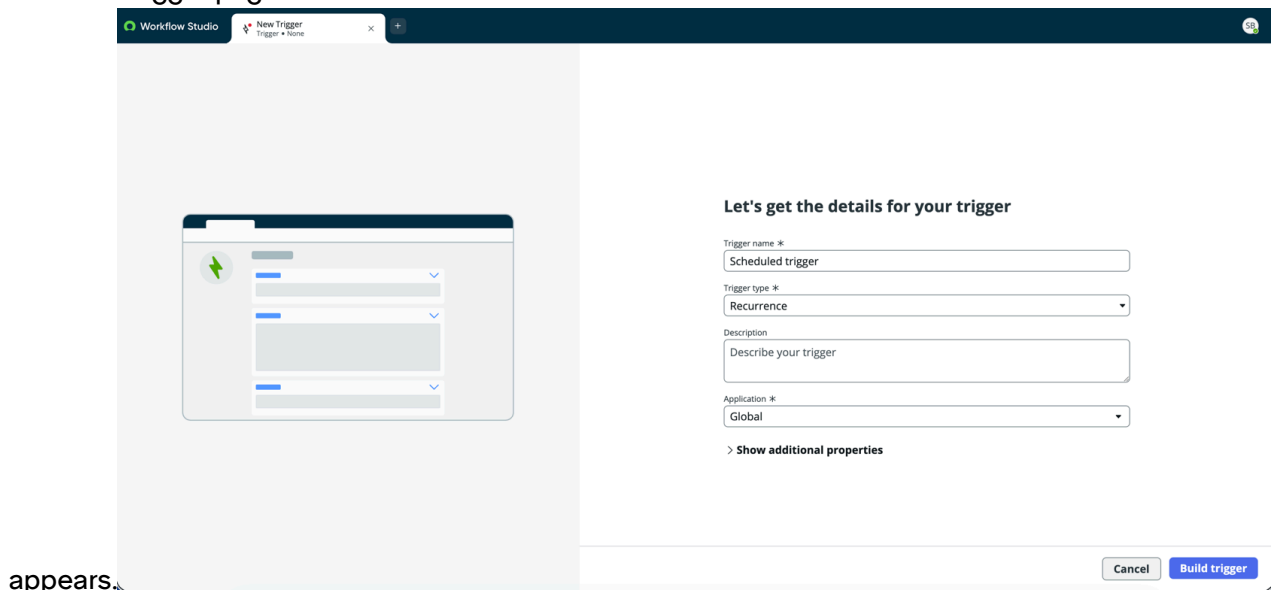 Workflow Studio
New Trigger
Trigger • None
SB
Let's get the details for your trigger
Trigger name *
Scheduled trigger
Trigger type *
Recurrence
Description
Describe your trigger
Application *
Global
Show additional properties
Cancel
Build trigger
appears.